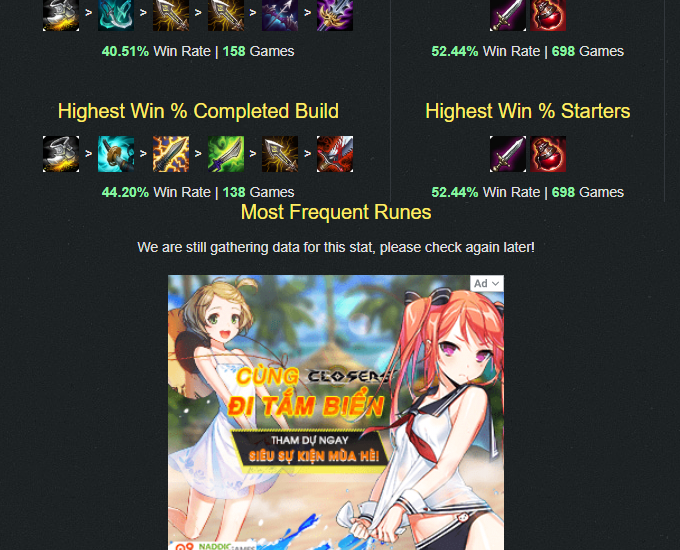 40.51% Win Rate | 158 Games
52.44% Win Rate | 698 Games
Highest Win % Completed Build
Highest Win % Starters
44.20% Win Rate | 138 Games
52.44% Win Rate | 698 Games
Most Frequent Runes
We are still gathering data for this stat, please check again later!
Ad
CÙNG CLOSERS
ĐI TẮM BIỂN
THAM DỰ NGAY
SIÊU SỰ KIỆN MÙA HÈ!
NADDIC GAMES